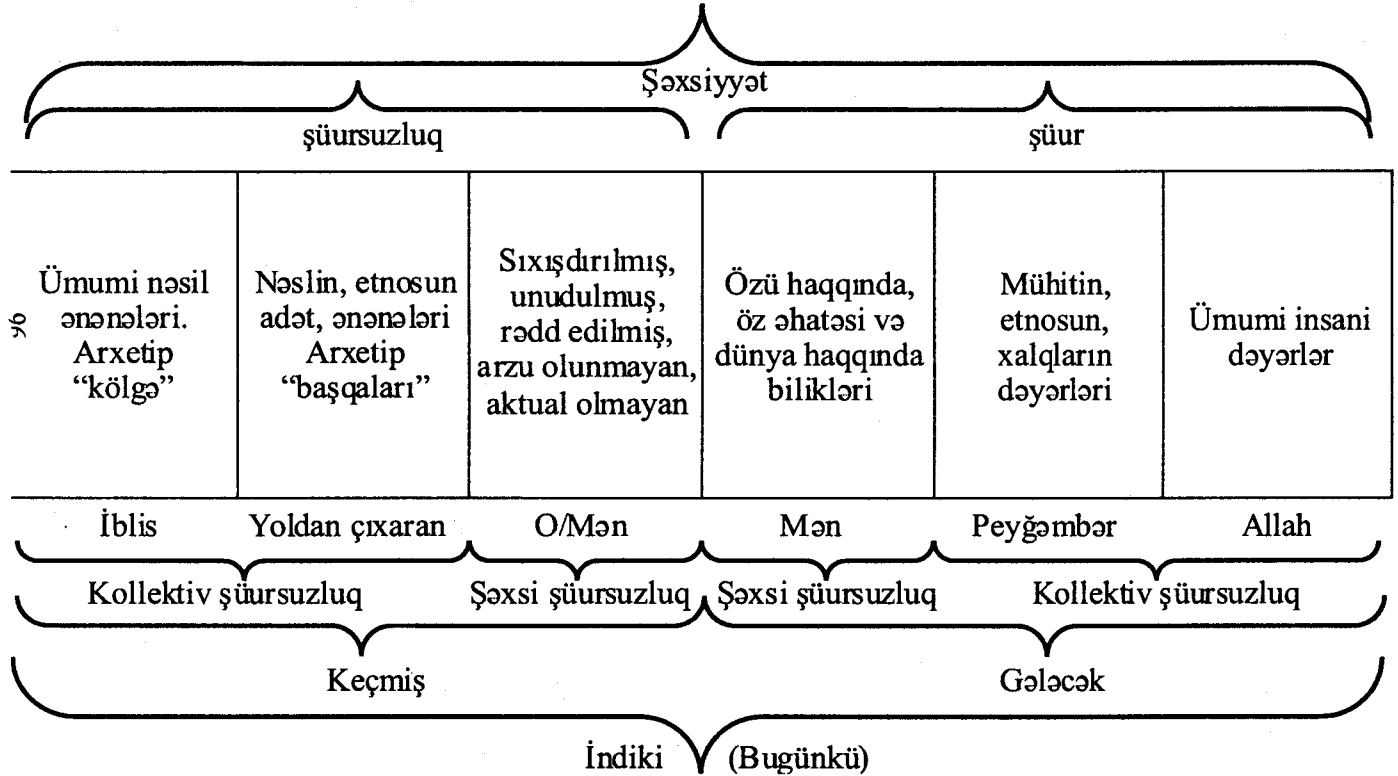 Şəxsiyyət
şüursuzluq
şüur
Ümumi nəsil
ənənələri.
Arxetip
“kölgə”
Nəslin, etnosun
adət, ənənələri
Arxetip
“başqaları”
Sıxışdırılmış,
unudulmuş,
rədd edilmiş,
arzu olunmayan,
aktual olmayan
Özü haqqında,
öz əhatəsi və
dünya haqqında
bilikləri
Mühitin,
etnosun,
xalqların
dəyərləri
Ümumi insani
dəyərlər
96
İblis
Yoldan çıxaran
O/Mən
Mən
Peyğəmbər
Allah
Kollektiv şüursuzluq
Şəxsi şüursuzluq
Şəxsi şüursuzluq
Kollektiv şüursuzluq
Keçmiş
Gələcək
İndiki (Bugünkü)